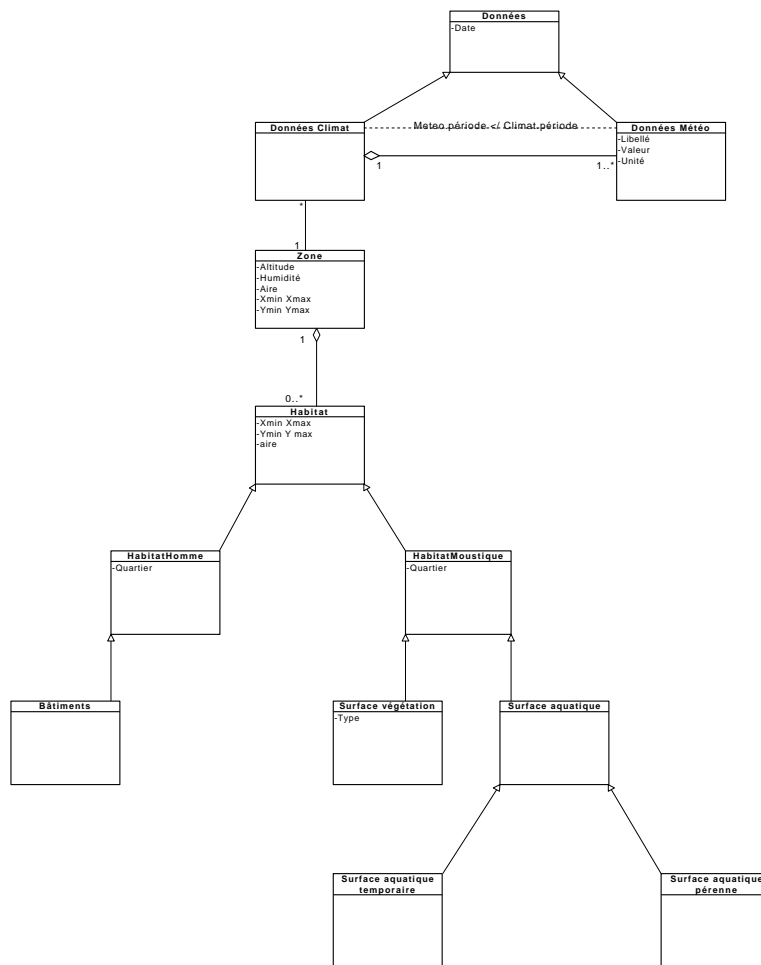 Données
-Date
Données Climat
Meteo période </ Climat période
Données Météo
-Libellé
-Valeur
-Unité
1
1..*
*
1
Zone
-Altitude
-Humidité
-Aire
-Xmin Xmax
-Ymin Ymax
1
0..*
Habitat
-Xmin Xmax
-Ymin Y max
-aire
HabitatHomme
-Quartier
HabitatMoustique
-Quartier
Bâtiments
Surface végétation
-Type
Surface aquatique
Surface aquatique
temporaire
Surface aquatique
pérenne